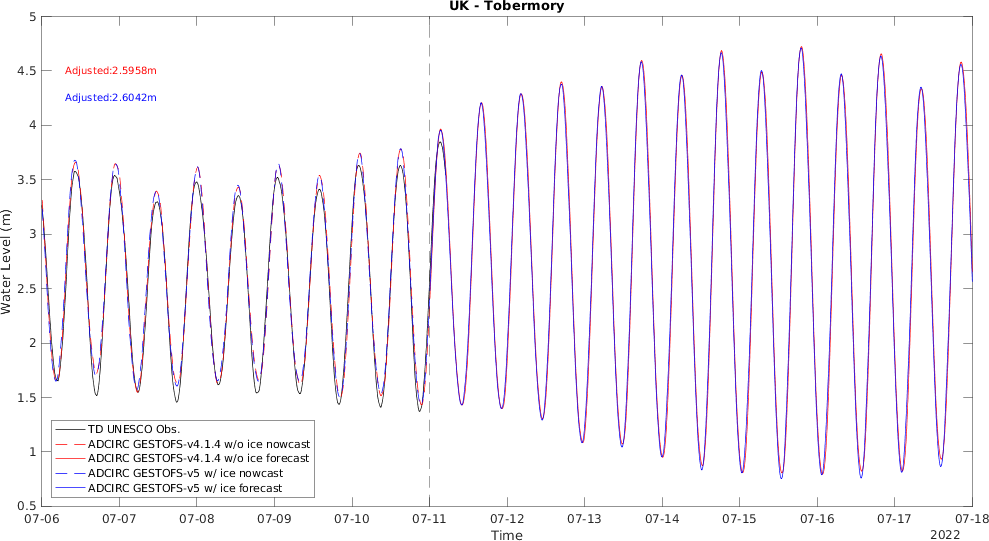 UK - Tobermory
5
4.5
4
3.5
3
2.5
2
1.5
1
0.5
Water Level (m)
Adjusted:2.5958m
Adjusted:2.6042m
TD UNESCO Obs.
ADCIRC GESTOFS-v4.1.4 w/o ice nowcast
ADCIRC GESTOFS-v4.1.4 w/o ice forecast
ADCIRC GESTOFS-v5 w/ ice nowcast
ADCIRC GESTOFS-v5 w/ ice forecast
07-06 07-07 07-08 07-09 07-10 07-11 07-12 07-13 07-14 07-15 07-16 07-17 07-18
Time
2022